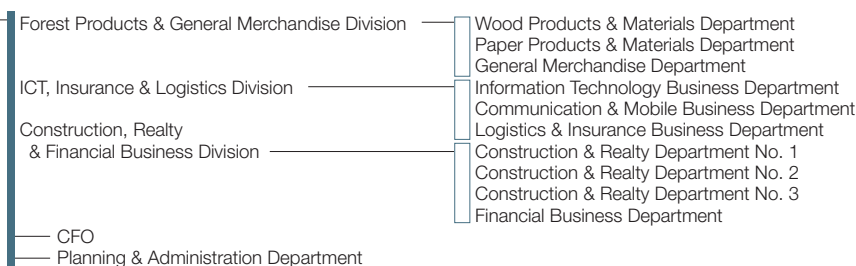 Forest Products & General Merchandise Division
Wood Products & Materials Department
Paper Products & Materials Department
General Merchandise Department
ICT, Insurance & Logistics Division
Information Technology Business Department
Communication & Mobile Business Department
Logistics & Insurance Business Department
Construction, Realty
& Financial Business Division
Construction & Realty Department No. 1
Construction & Realty Department No. 2
Construction & Realty Department No. 3
Financial Business Department
CFO
Planning & Administration Department